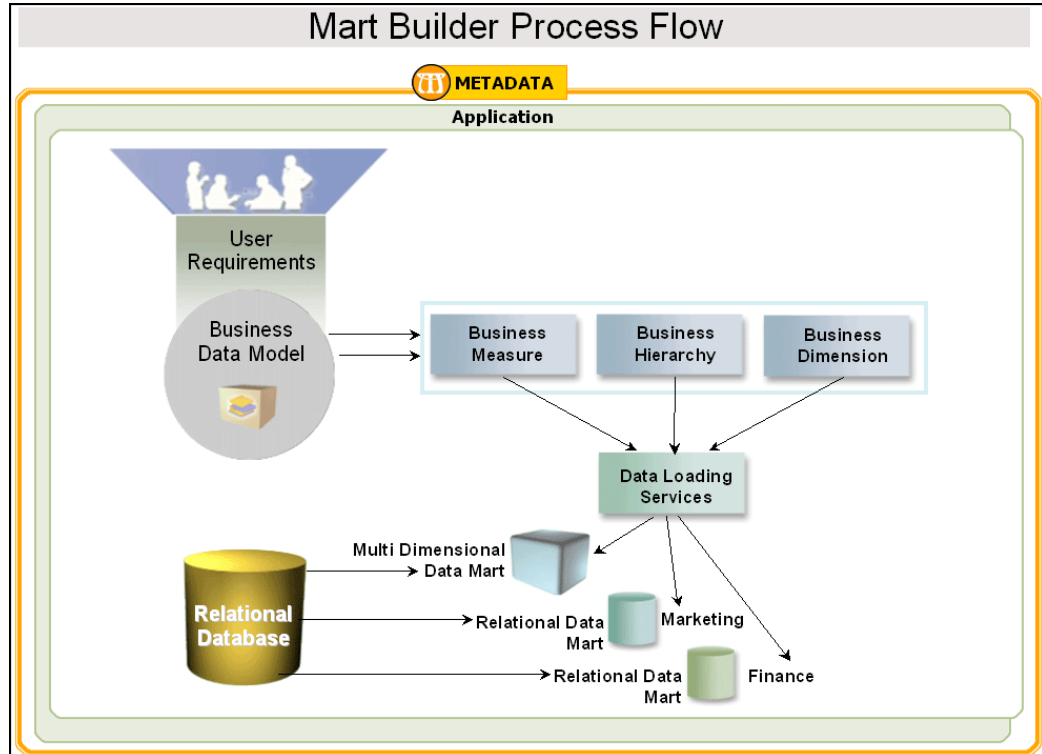 Mart Builder Process Flow
METADATA
Application
User
Requirements
Business
Data Model
Business
Measure
Business
Hierarchy
Business
Dimension
Data Loading
Services
Multi Dimensional
Data Mart
Relational
Database
Relational Data
Mart
Marketing
Relational Data
Mart
Finance